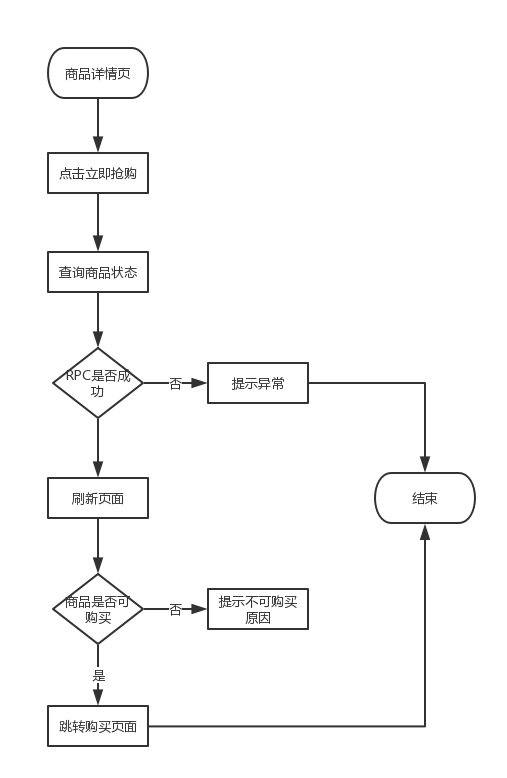 商品详情页
点击立即抢购
查询商品状态
RPC是否成
功
否
提示异常
刷新页面
结束
商品是否可
购买
否
提示不可购买
原因
是
跳转购买页面